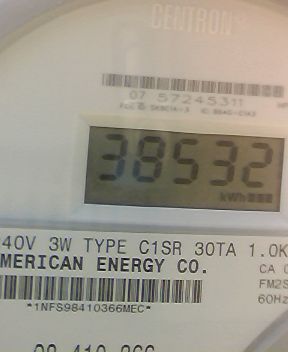 CENTRON
07 57245311
38532
kWh
40V 3W TYPE C1SR 30TA 1.0K
MERICAN ENERGY CO.
CA
FM2S
60Hz
*1NFS98410366MEC*